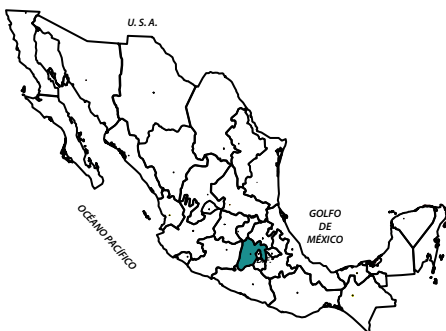 U. S. A.
GOLFO
DE
MÉXICO
OCÉANO PACÍFICO